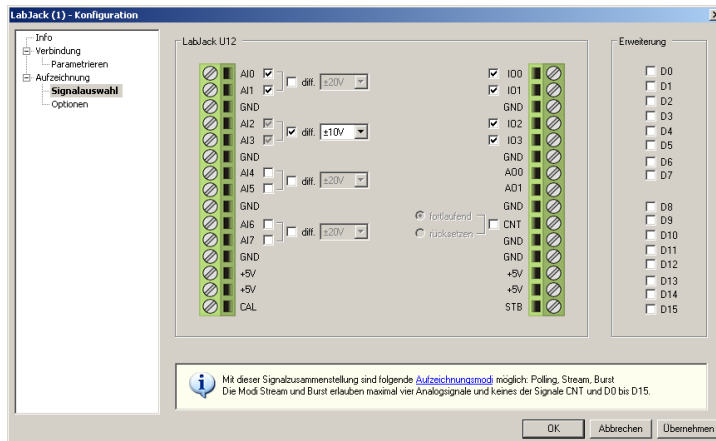 LabJack (1) - Konfiguration
Info
Verbindung
Parametrieren
Aufzeichnung
Signalauswahl
Optionen
LabJack U12
AI0
AI1
diff. ±20V
GND
AI2
AI3
diff. ±10V
GND
AI4
AI5
diff. ±20V
GND
AI6
AI7
diff. ±20V
GND
+5V
+5V
CAL
IO0
IO1
GND
IO2
IO3
GND
AO0
AO1
GND
fortlaufend
rücksetzen
CNT
GND
GND
+5V
+5V
STB
Erweiterung
D0
D1
D2
D3
D4
D5
D6
D7
D8
D9
D10
D11
D12
D13
D14
D15
Mit dieser Signalzusammenstellung sind folgende Aufzeichnungsmodi möglich: Polling, Stream, Burst
Die Modi Stream und Burst erlauben maximal vier Analogsignale und keines der Signale CNT und D0 bis D15.
OK Abbrechen Übernehmen